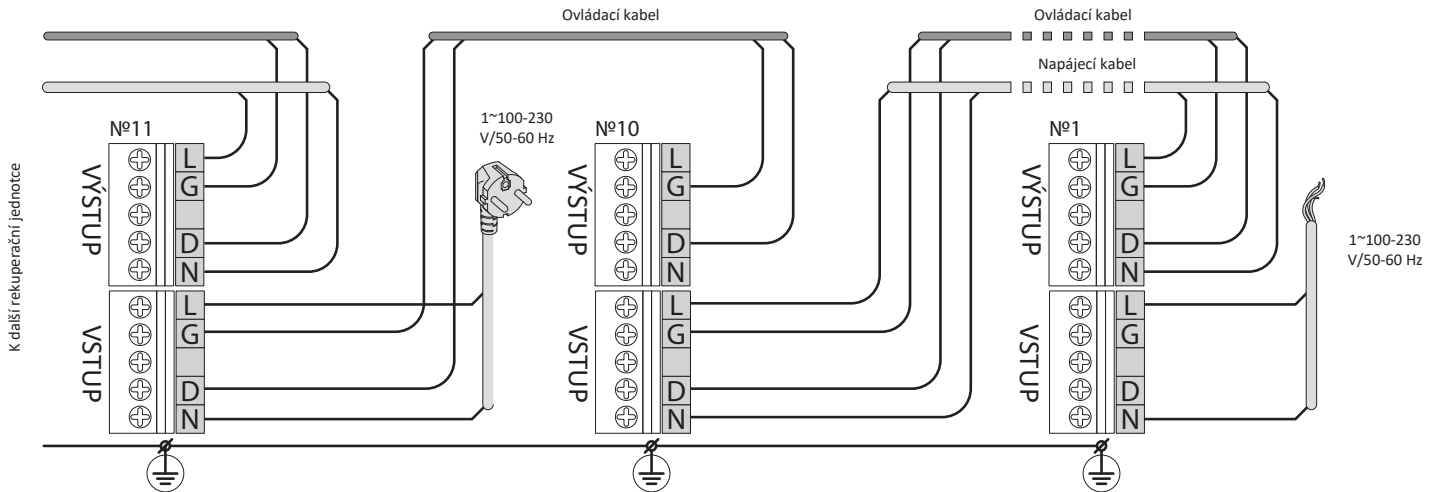 Ovládací kabel
Ovládací kabel
Napájecí kabel
K další rekuperační jednotce
№11
VÝSTUP
L
G
D
N
VSTUP
L
G
D
N
1~100-230
V/50-60 Hz
№10
VÝSTUP
L
G
D
N
VSTUP
L
G
D
N
№1
VÝSTUP
L
G
D
N
VSTUP
L
G
D
N
1~100-230
V/50-60 Hz